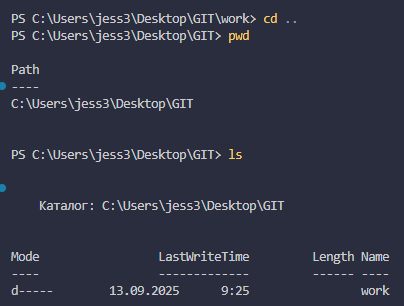 PS C:\Users\jess3\Desktop\GIT\work> cd ..
PS C:\Users\jess3\Desktop\GIT> pwd
Path
----
C:\Users\jess3\Desktop\GIT
PS C:\Users\jess3\Desktop\GIT> ls
Каталог: C:\Users\jess3\Desktop\GIT
Mode LastWriteTime Length Name
---- ------------- ------ ----
d----- 13.09.2025 9:25 work